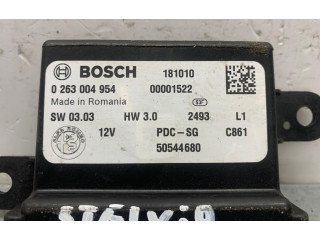 BOSCH 181010
0 263 004 954 00001522
Made in Romania
SW 03.03 HW 3.0 2493 L1
12V PDC-SG C861
50544680